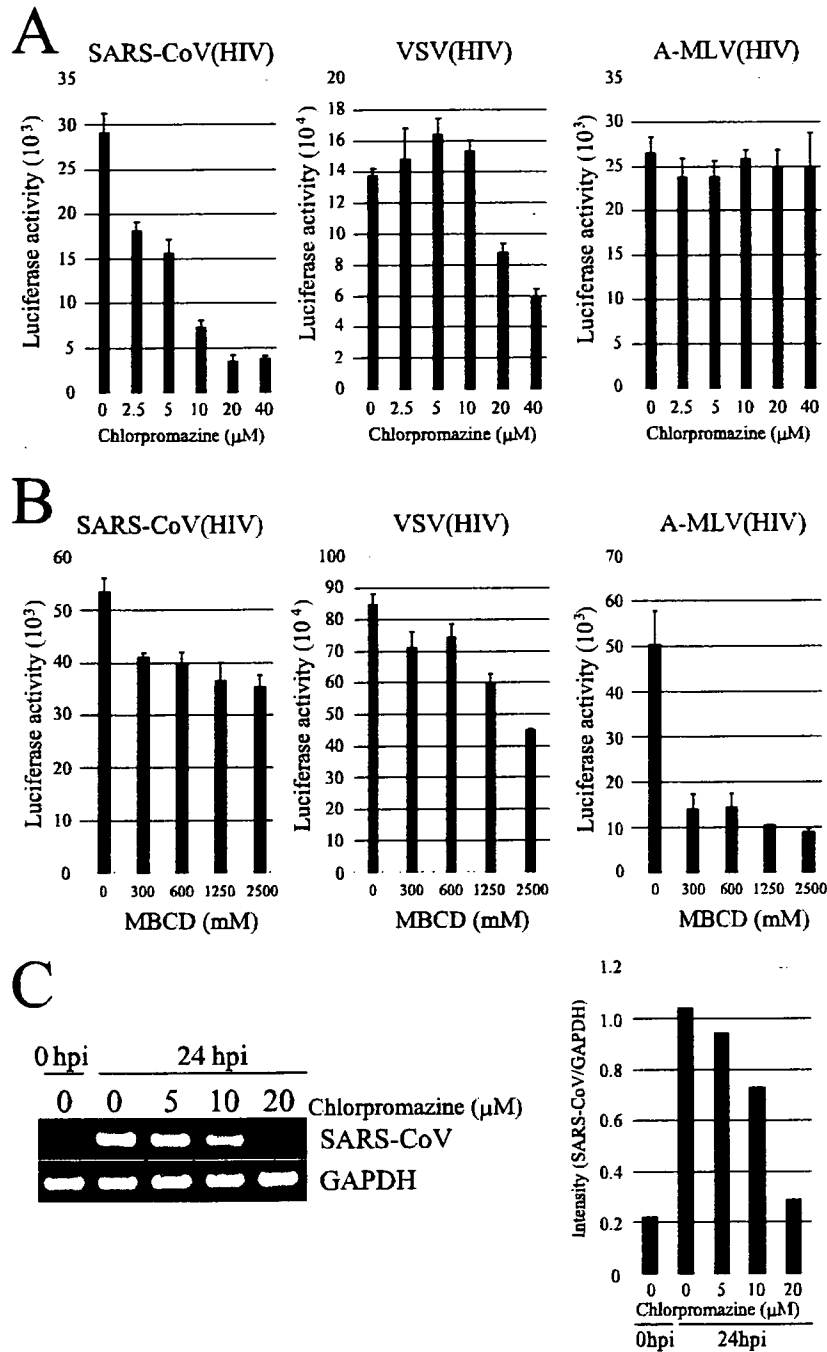 A
SARS-CoV(HIV)
VSV(HIV)
A-MLV(HIV)
Luciferase activity (10³)
35
30
25
20
15
10
5
0
0 2.5 5 10 20 40
Chlorpromazine (μM)
Luciferase activity (10⁴)
20
18
16
14
12
10
8
6
4
2
0
0 2.5 5 10 20 40
Chlorpromazine (μM)
Luciferase activity (10³)
35
30
25
20
15
10
5
0
0 2.5 5 10 20 40
Chlorpromazine (μM)
B
SARS-CoV(HIV)
VSV(HIV)
A-MLV(HIV)
Luciferase activity (10³)
60
50
40
30
20
10
0
0 300 600 1250 2500
MBCD (mM)
Luciferase activity (10⁴)
100
90
80
70
60
50
40
30
20
10
0
0 300 600 1250 2500
MBCD (mM)
Luciferase activity (10³)
70
60
50
40
30
20
10
0
0 300 600 1250 2500
MBCD (mM)
C
0 hpi 24 hpi
0 0 5 10 20 Chlorpromazine (μM)
SARS-CoV
GAPDH
Intensity (SARS-CoV/GAPDH)
1.2
1.0
0.8
0.6
0.4
0.2
0
0 0 5 10 20
Chlorpromazine (μM)
0hpi 24hpi